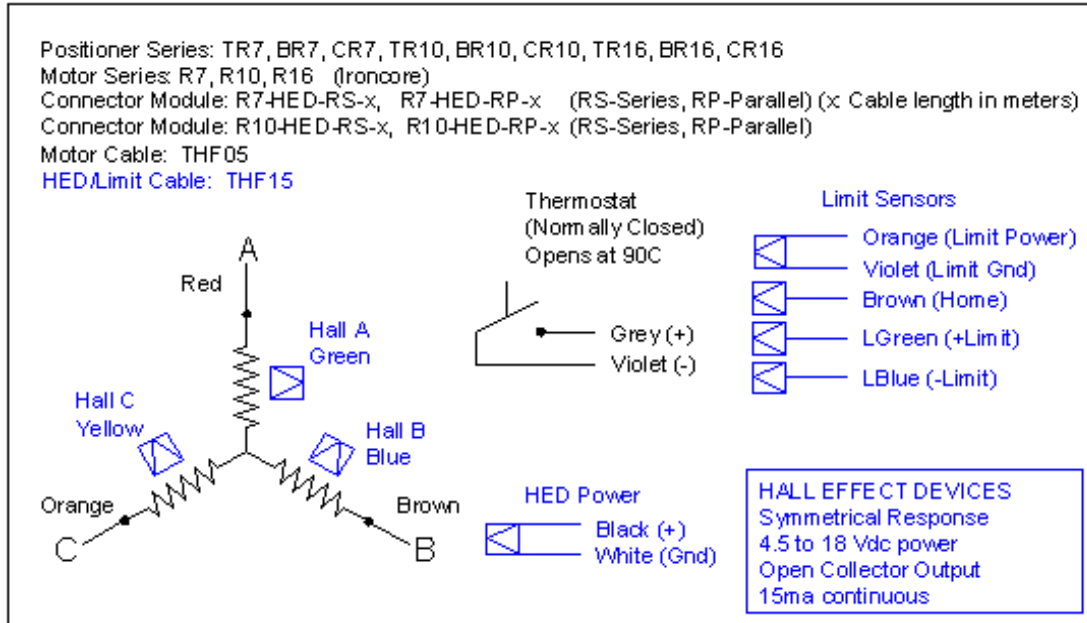 Positioner Series: TR7, BR7, CR7, TR10, BR10, CR10, TR16, BR16, CR16
Motor Series: R7, R10, R16 (Ironcore)
Connector Module: R7-HED-RS-x, R7-HED-RP-x (RS-Series, RP-Parallel) (x Cable length in meters)
Connector Module: R10-HED-RS-x, R10-HED-RP-x (RS-Series, RP-Parallel)
Motor Cable: THF05
HED/Limit Cable: THF15
A
Red
Hall A
Green
Hall C
Yellow
Hall B
Blue
Orange
C
Brown
B
Thermostat
(Normally Closed)
Opens at 90C
Grey (+)
Violet (-)
Limit Sensors
Orange (Limit Power)
Violet (Limit Gnd)
Brown (Home)
LGreen (+Limit)
LBlue (-Limit)
HED Power
Black (+)
White (Gnd)
HALL EFFECT DEVICES
Symmetrical Response
4.5 to 18 Vdc power
Open Collector Output
15ma continuous